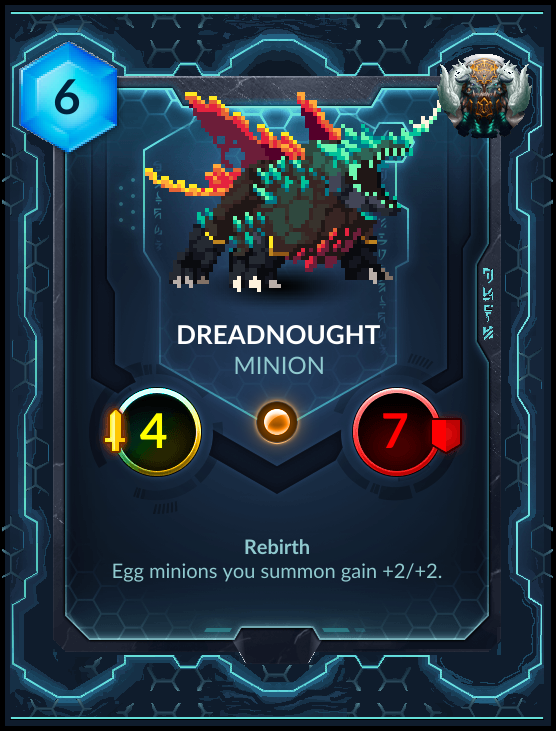 6
DREADNOUGHT
MINION
4
7
Rebirth
Egg minions you summon gain +2/+2.